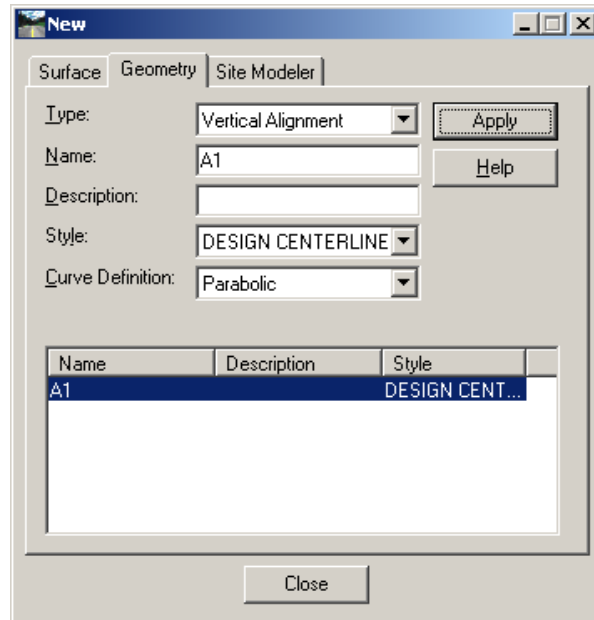 New
Surface Geometry Site Modeler
Type: Vertical Alignment Apply
Name: A1 Help
Description:
Style: DESIGN CENTERLINE
Curve Definition: Parabolic
Name Description Style
A1 DESIGN CENT...
Close